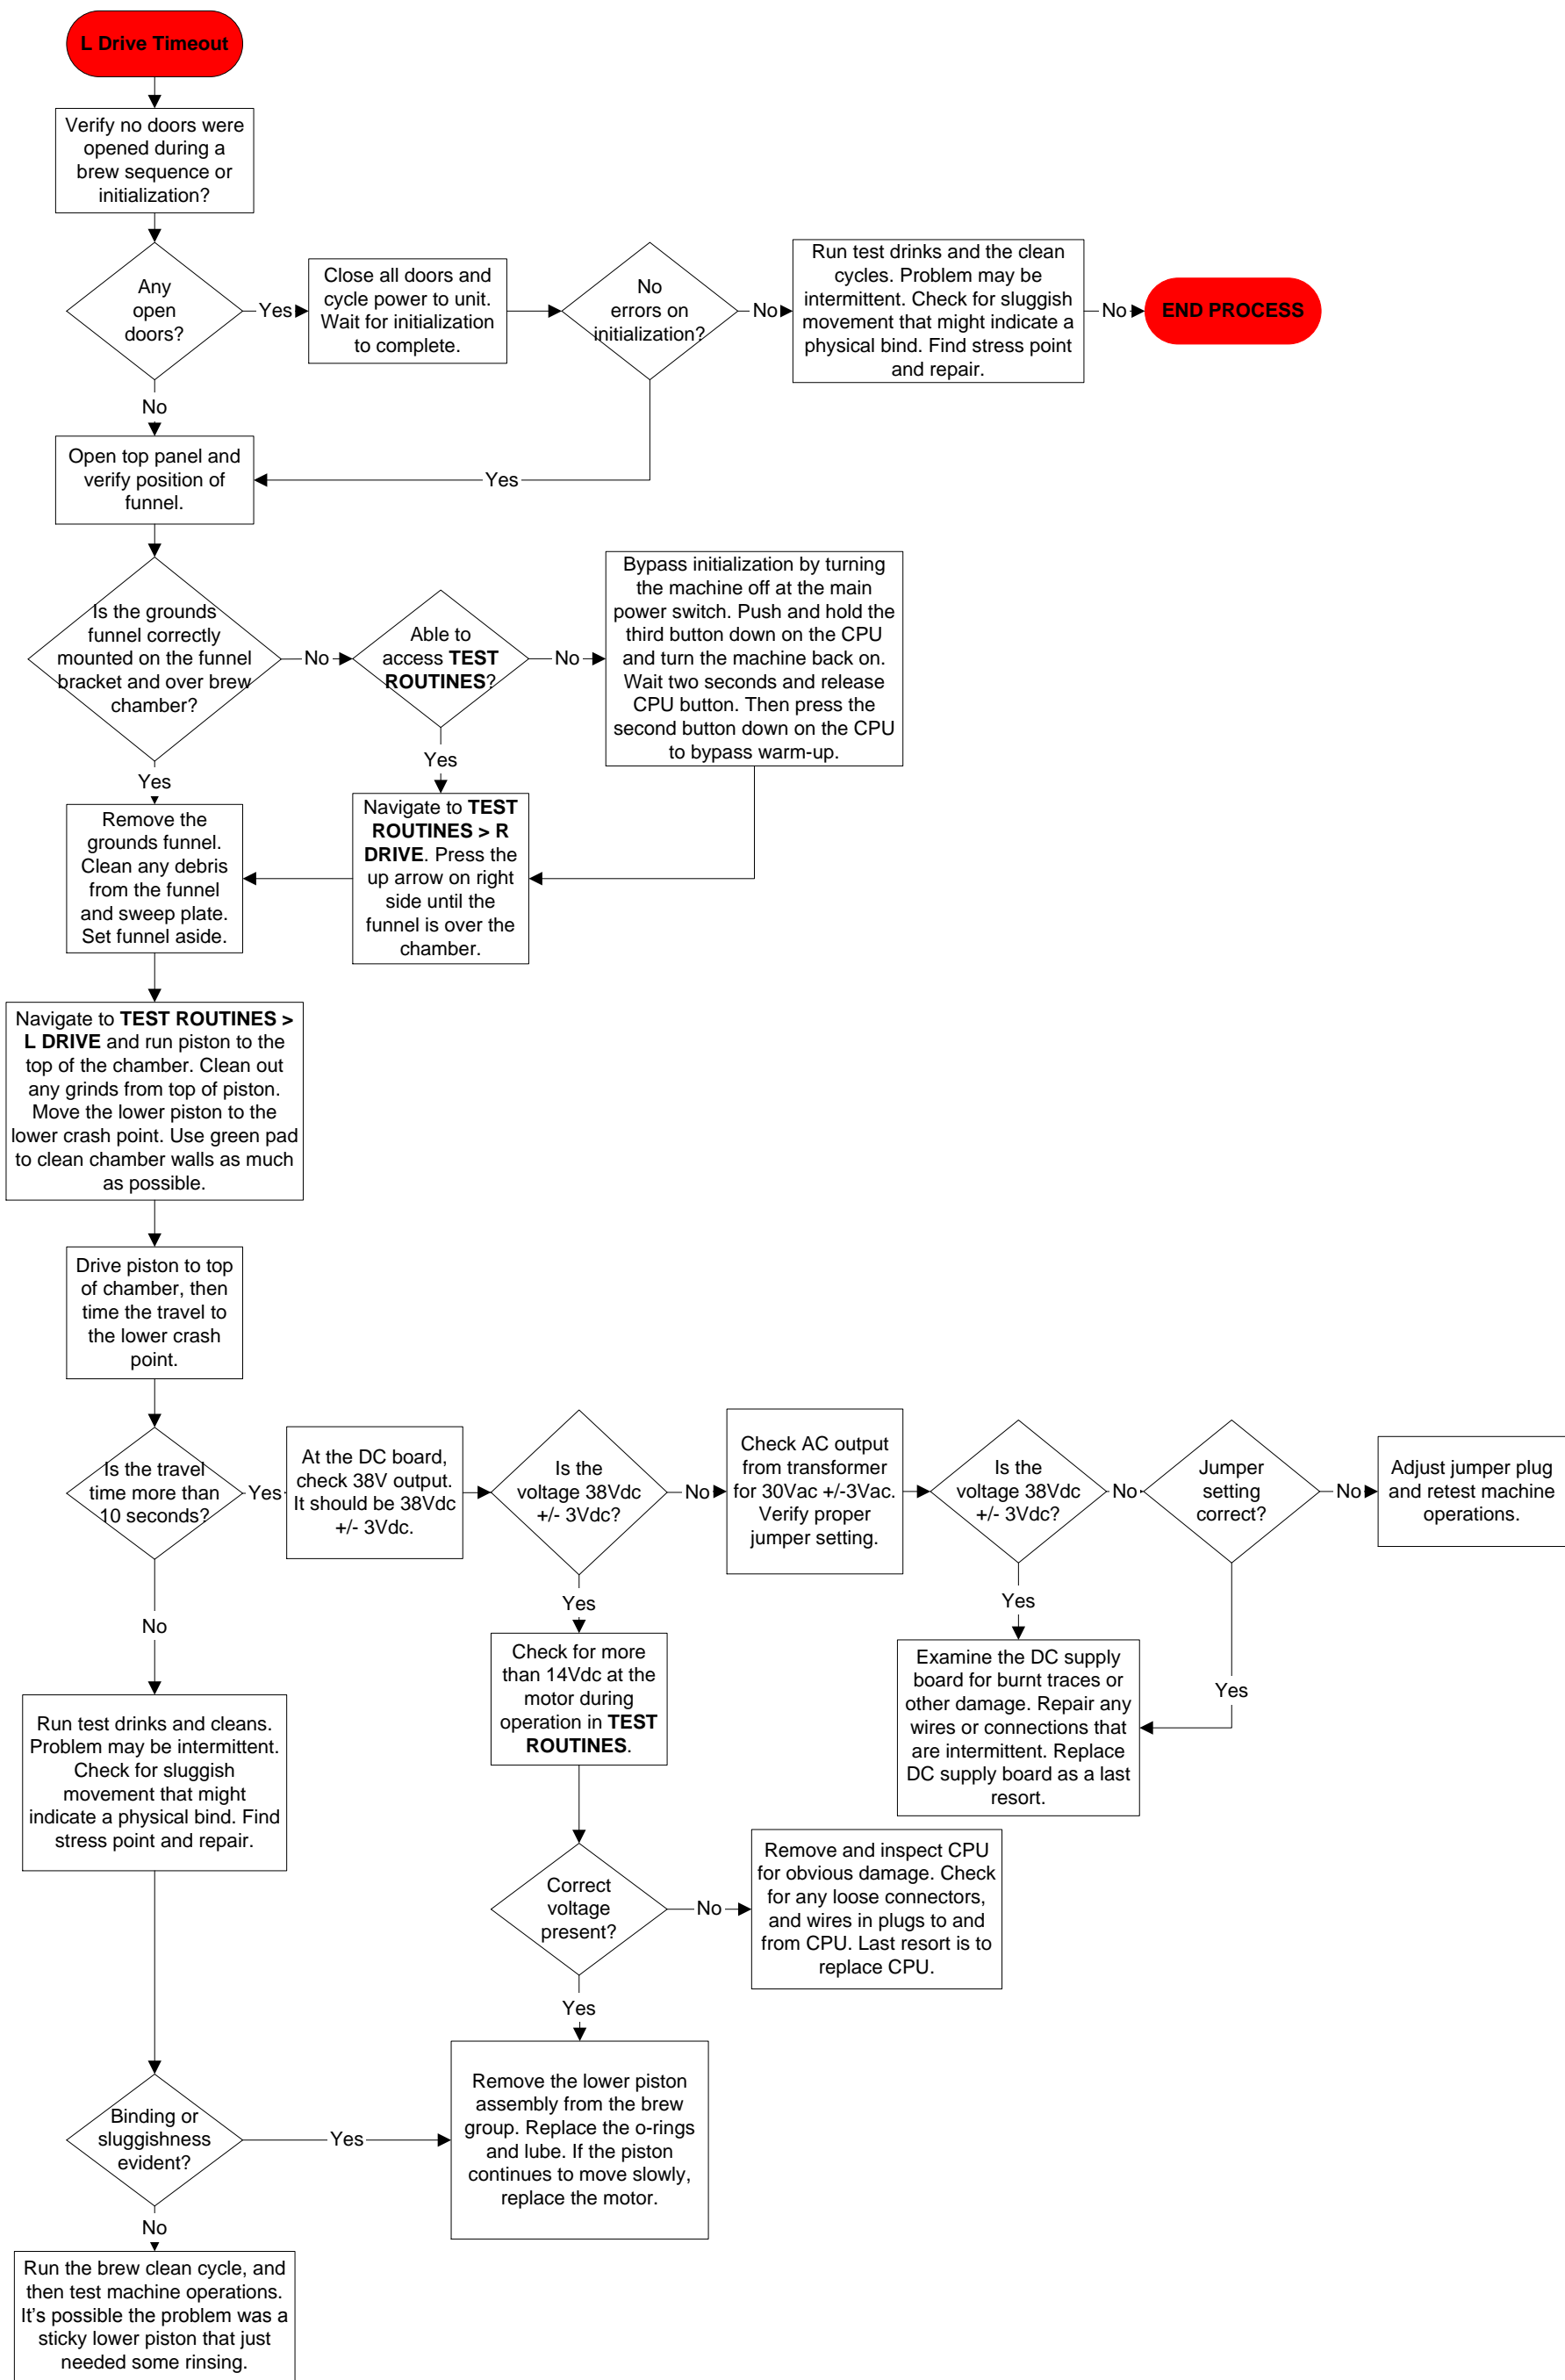 L Drive Timeout
Verify no doors were
opened during a
brew sequence or
initialization?
Any
open
doors?
Yes
Close all doors and
cycle power to unit.
Wait for initialization
to complete.
No
errors on
initialization?
No
Run test drinks and the clean
cycles. Problem may be
intermittent. Check for sluggish
movement that might indicate a
physical bind. Find stress point
and repair.
No
END PROCESS
No
Yes
Open top panel and
verify position of
funnel.
Is the grounds
funnel correctly
mounted on the funnel
bracket and over brew
chamber?
No
Able to
access TEST
ROUTINES?
No
Bypass initialization by turning
the machine off at the main
power switch. Push and hold the
third button down on the CPU
and turn the machine back on.
Wait two seconds and release
CPU button. Then press the
second button down on the CPU
to bypass warm-up.
Yes
Yes
Remove the
grounds funnel.
Clean any debris
from the funnel
and sweep plate.
Set funnel aside.
Navigate to TEST
ROUTINES > R
DRIVE. Press the
up arrow on right
side until the
funnel is over the
chamber.
Navigate to TEST ROUTINES >
L DRIVE and run piston to the
top of the chamber. Clean out
any grinds from top of piston.
Move the lower piston to the
lower crash point. Use green pad
to clean chamber walls as much
as possible.
Drive piston to top
of chamber, then
time the travel to
the lower crash
point.
Is the travel
time more than
10 seconds?
Yes
At the DC board,
check 38V output.
It should be 38Vdc
+/- 3Vdc.
Is the
voltage 38Vdc
+/- 3Vdc?
No
Check AC output
from transformer
for 30Vac +/-3Vac.
Verify proper
jumper setting.
Is the
voltage 38Vdc
+/- 3Vdc?
No
Jumper
setting
correct?
No
Adjust jumper plug
and retest machine
operations.
No
Yes
Yes
Yes
Check for more
than 14Vdc at the
motor during
operation in TEST
ROUTINES.
Examine the DC supply
board for burnt traces or
other damage. Repair any
wires or connections that
are intermittent. Replace
DC supply board as a last
resort.
Run test drinks and cleans.
Problem may be intermittent.
Check for sluggish
movement that might
indicate a physical bind. Find
stress point and repair.
Correct
voltage
present?
No
Remove and inspect CPU
for obvious damage. Check
for any loose connectors,
and wires in plugs to and
from CPU. Last resort is to
replace CPU.
Yes
Binding or
sluggishness
evident?
Yes
Remove the lower piston
assembly from the brew
group. Replace the o-rings
and lube. If the piston
continues to move slowly,
replace the motor.
No
Run the brew clean cycle, and
then test machine operations.
It's possible the problem was a
sticky lower piston that just
needed some rinsing.